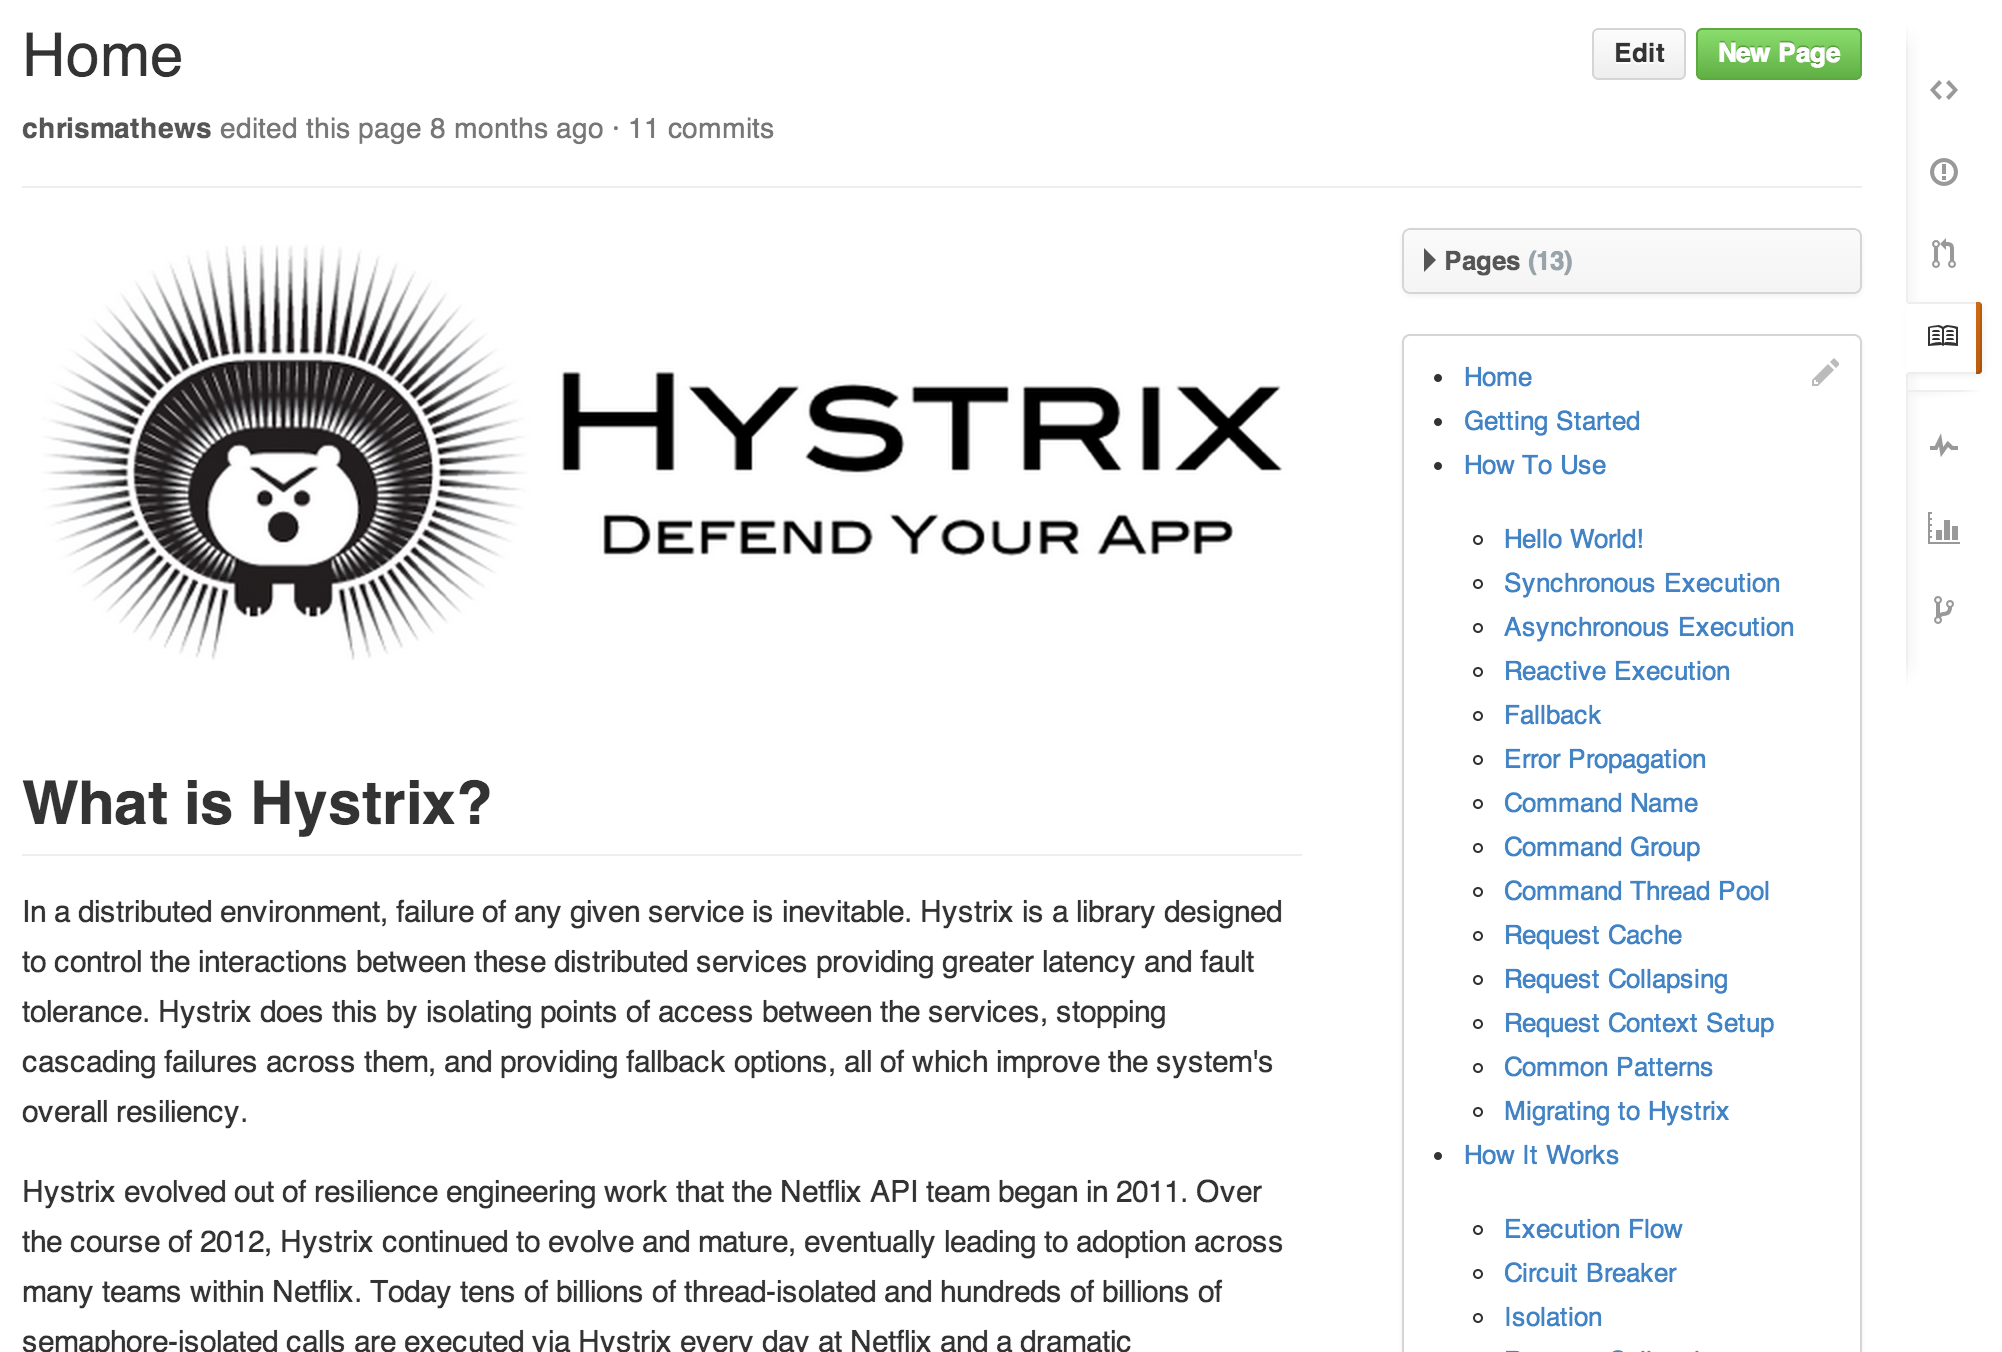 Home
Edit
New Page
chrismathews edited this page 8 months ago · 11 commits
HYSTRIX
DEFEND YOUR APP
What is Hystrix?
In a distributed environment, failure of any given service is inevitable. Hystrix is a library designed
to control the interactions between these distributed services providing greater latency and fault
tolerance. Hystrix does this by isolating points of access between the services, stopping
cascading failures across them, and providing fallback options, all of which improve the system's
overall resiliency.
Hystrix evolved out of resilience engineering work that the Netflix API team began in 2011. Over
the course of 2012, Hystrix continued to evolve and mature, eventually leading to adoption across
many teams within Netflix. Today tens of billions of thread-isolated and hundreds of billions of
semaphore-isolated calls are executed via Hystrix every day at Netflix and a dramatic
Pages (13)
Home
Getting Started
How To Use
Hello World!
Synchronous Execution
Asynchronous Execution
Reactive Execution
Fallback
Error Propagation
Command Name
Command Group
Command Thread Pool
Request Cache
Request Collapsing
Request Context Setup
Common Patterns
Migrating to Hystrix
How It Works
Execution Flow
Circuit Breaker
Isolation